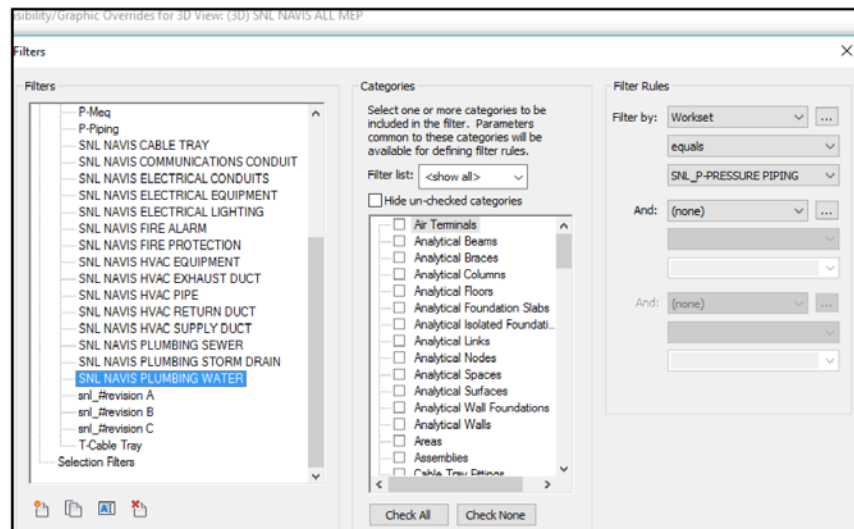 isibility/Graphic Overrides for 3D View: (3D) SNL NAVIS ALL MEP
Filters
Filters
P-Meq
P-Piping
SNL NAVIS CABLE TRAY
SNL NAVIS COMMUNICATIONS CONDUIT
SNL NAVIS ELECTRICAL CONDUITS
SNL NAVIS ELECTRICAL EQUIPMENT
SNL NAVIS ELECTRICAL LIGHTING
SNL NAVIS FIRE ALARM
SNL NAVIS FIRE PROTECTION
SNL NAVIS HVAC EQUIPMENT
SNL NAVIS HVAC EXHAUST DUCT
SNL NAVIS HVAC PIPE
SNL NAVIS HVAC RETURN DUCT
SNL NAVIS HVAC SUPPLY DUCT
SNL NAVIS PLUMBING SEWER
SNL NAVIS PLUMBING STORM DRAIN
SNL NAVIS PLUMBING WATER
snl_#revision A
snl_#revision B
snl_#revision C
T-Cable Tray
Selection Filters
Categories
Select one or more categories to be
included in the filter. Parameters
common to these categories will be
available for defining filter rules.
Filter list: <show all>
Hide un-checked categories
Air Terminals
Analytical Beams
Analytical Braces
Analytical Columns
Analytical Floors
Analytical Foundation Slabs
Analytical Isolated Foundati..
Analytical Links
Analytical Nodes
Analytical Spaces
Analytical Surfaces
Analytical Wall Foundations
Analytical Walls
Areas
Assemblies
Cable Tray Fittings
Check All Check None
Filter Rules
Filter by: Workset ...
equals
SNL_P-PRESSURE PIPING
And: (none) ...
And: (none) ...